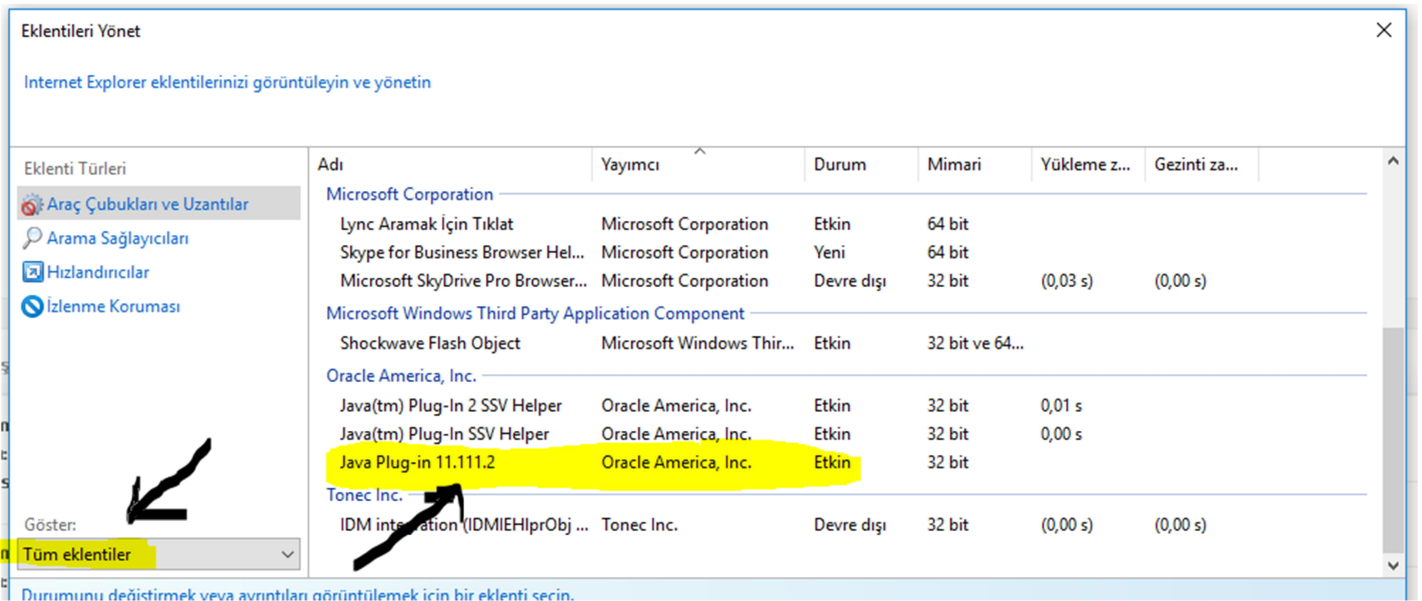 Eklentileri Yönet
Internet Explorer eklentilerinizi görüntüleyin ve yönetin
Eklenti Türleri
Araç Çubukları ve Uzantılar
Arama Sağlayıcıları
Hızlandırıcılar
İzlenme Koruması
Göster:
Tüm eklentiler
Adı Yayımcı Durum Mimari Yükleme z... Gezinti za...
Microsoft Corporation
Lync Aramak İçin Tıklat Microsoft Corporation Etkin 64 bit
Skype for Business Browser Hel... Microsoft Corporation Yeni 64 bit
Microsoft SkyDrive Pro Browser... Microsoft Corporation Devre dışı 32 bit (0,03 s) (0,00 s)
Microsoft Windows Third Party Application Component
Shockwave Flash Object Microsoft Windows Thir... Etkin 32 bit ve 64...
Oracle America, Inc.
Java(tm) Plug-In 2 SSV Helper Oracle America, Inc. Etkin 32 bit 0,01 s
Java(tm) Plug-In SSV Helper Oracle America, Inc. Etkin 32 bit 0,00 s
Java Plug-in 11.111.2 Oracle America, Inc. Etkin 32 bit
Tonec Inc.
IDM integration (IDMIEHlprObj ... Tonec Inc. Devre dışı 32 bit (0,00 s) (0,00 s)
Durumunu değiştirmek veya ayrıntıları görüntülemek için bir eklenti seçin.